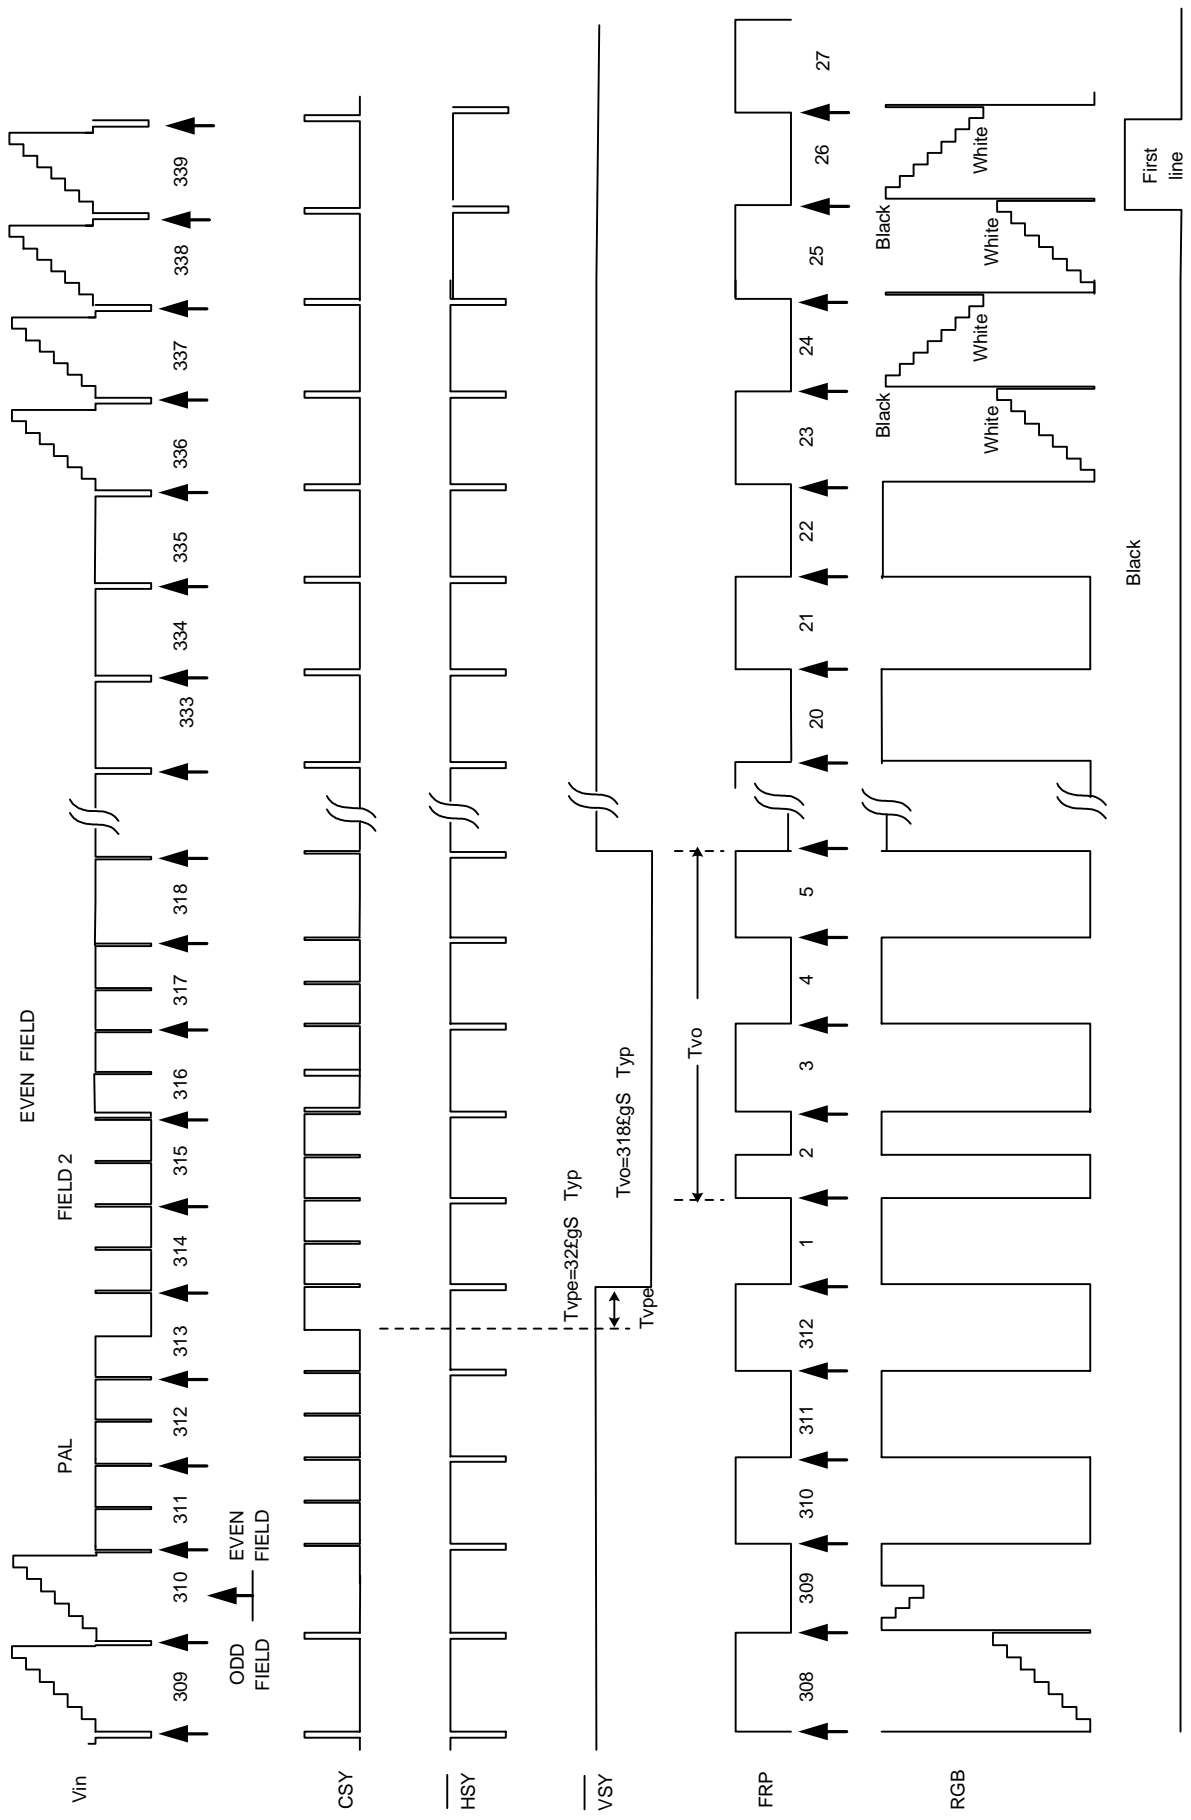 EVEN FIELD
PAL
FIELD 2
Vin
309
310
311
312
313
314
315
316
317
318
333
334
335
336
337
338
339
ODD
FIELD
EVEN
FIELD
CSY
HSY
VSY
Tvpe=32£gS Typ
Tvo=318£gS Typ
Tvpe
Tvo
FRP
308
309
310
311
312
1
2
3
4
5
20
21
22
23
24
25
26
27
RGB
Black
White
White
Black
White
White
Black
First
line